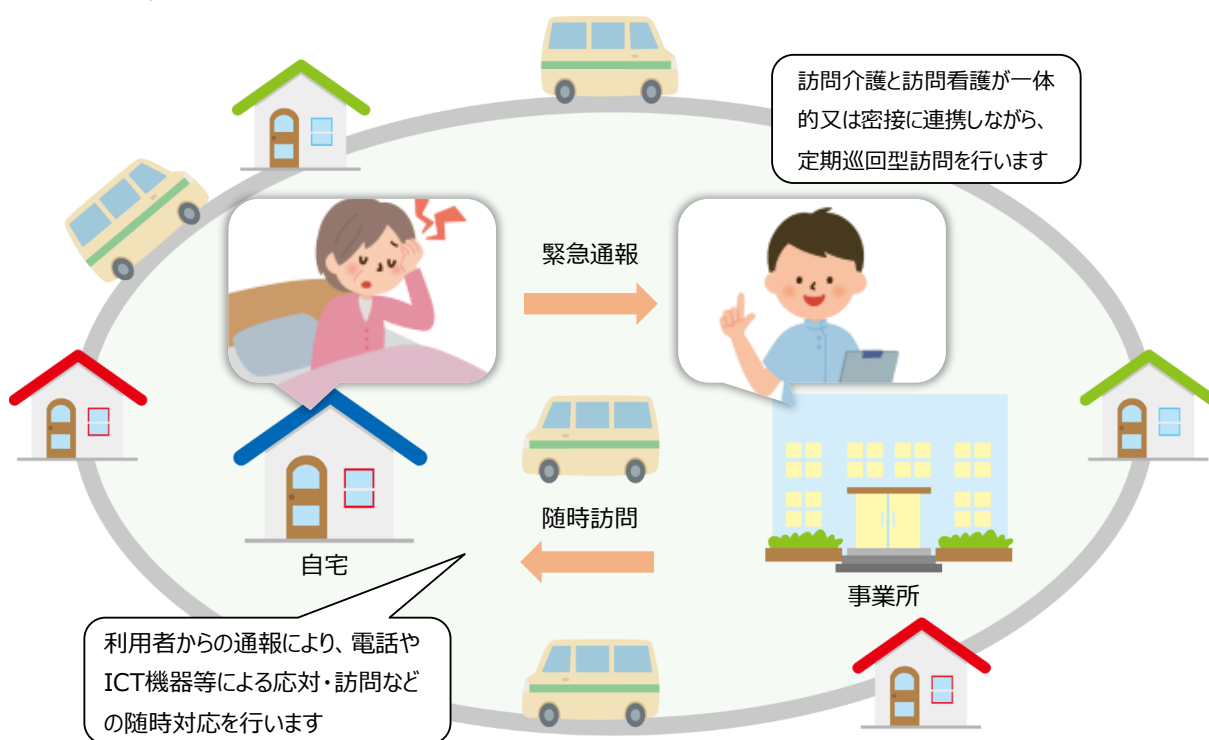 訪問介護と訪問看護が一体
的又は密接に連携しながら、
定期巡回型訪問を行います
緊急通報
随時訪問
自宅
事業所
利用者からの通報により、電話や
ICT機器等による応対・訪問など
の随時対応を行います